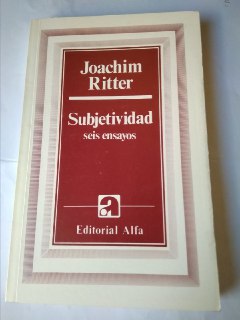 Joachim
Ritter
Subjetividad
seis ensayos
a
Editorial Alfa